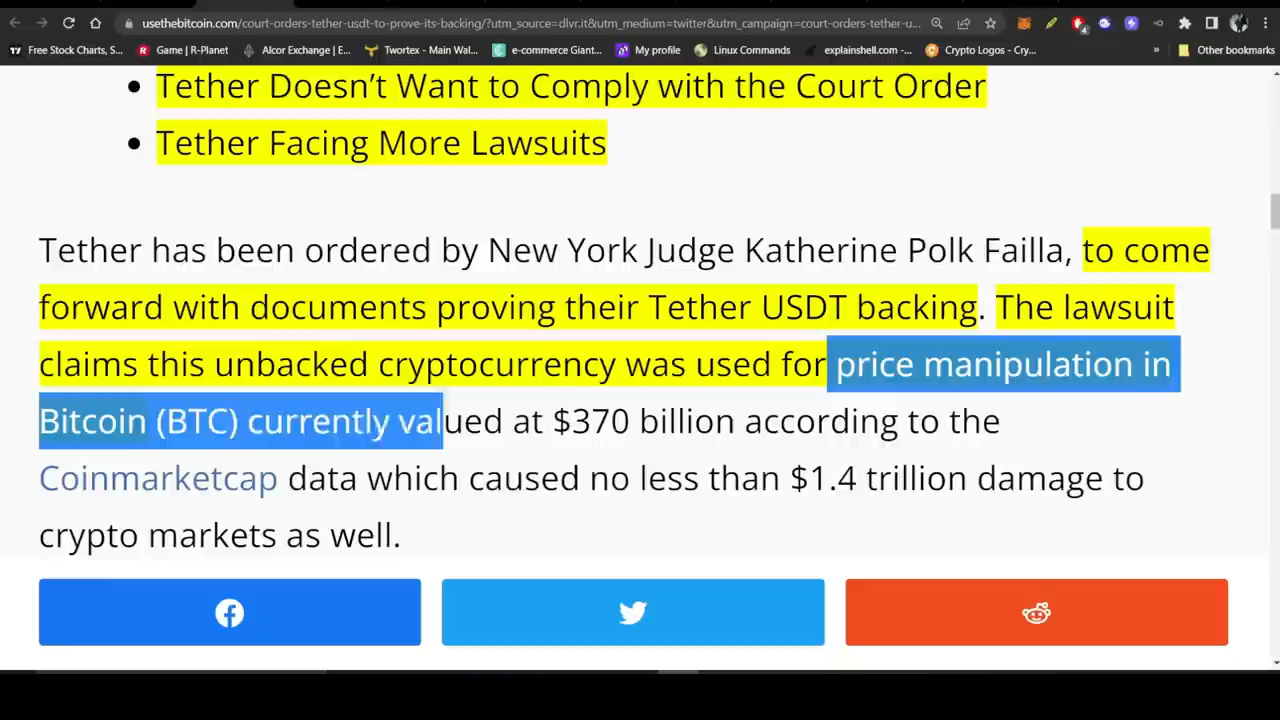 usethebitcoin.com/court-orders-tether-usdt-to-prove-its-backing/?utm_source=dlvr.it&utm_medium=twitter&utm_campaign=court-orders-tether-u...
Free Stock Charts, S... Game | R-Planet Alcor Exchange | E... Twortex - Main Wal... e-commerce Giant... My profile Linux Commands explainshell.com -... Crypto Logos - Cry... » Other bookmarks
• Tether Doesn’t Want to Comply with the Court Order
• Tether Facing More Lawsuits
Tether has been ordered by New York Judge Katherine Polk Failla, to come
forward with documents proving their Tether USDT backing. The lawsuit
claims this unbacked cryptocurrency was used for price manipulation in
Bitcoin (BTC) currently valued at $370 billion according to the
Coinmarketcap data which caused no less than $1.4 trillion damage to
crypto markets as well.